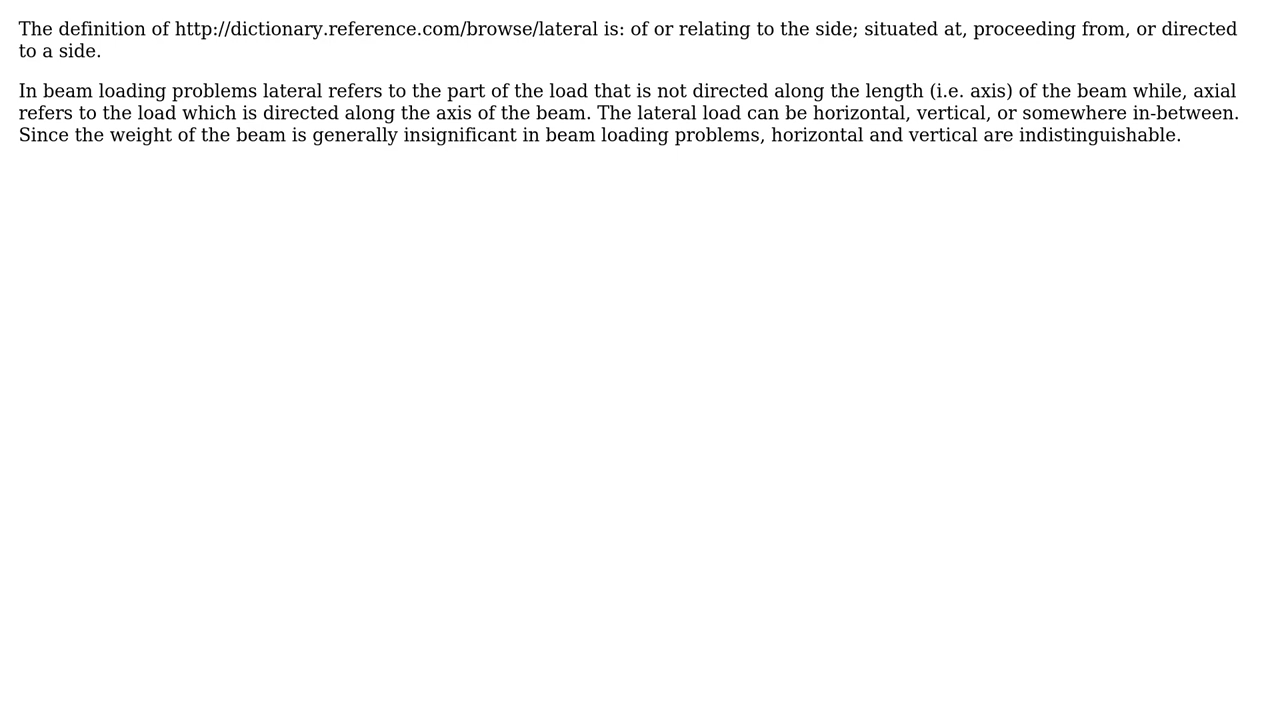 The definition of http://dictionary.reference.com/browse/lateral is: of or relating to the side; situated at, proceeding from, or directed
to a side.
In beam loading problems lateral refers to the part of the load that is not directed along the length (i.e. axis) of the beam while, axial
refers to the load which is directed along the axis of the beam. The lateral load can be horizontal, vertical, or somewhere in-between.
Since the weight of the beam is generally insignificant in beam loading problems, horizontal and vertical are indistinguishable.